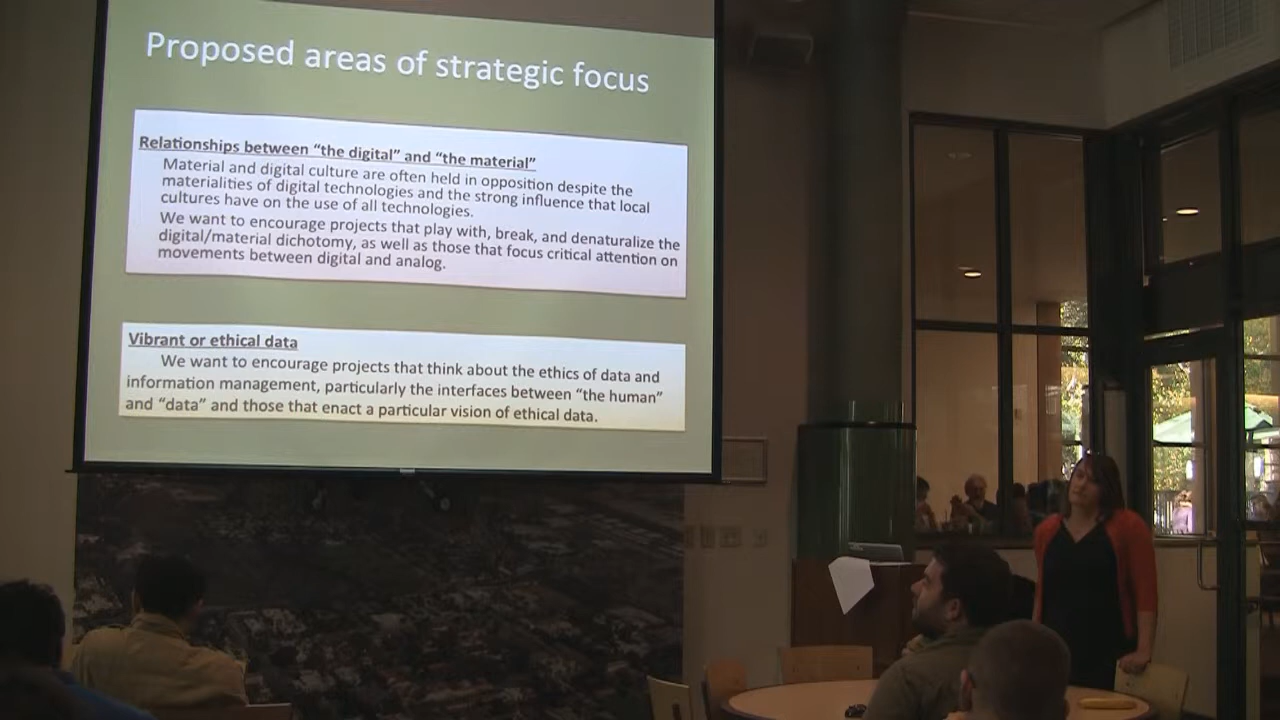 Proposed areas of strategic focus
Relationships between “the digital” and “the material”
Material and digital culture are often held in opposition despite the
materialities of digital technologies and the strong influence that local
cultures have on the use of all technologies.
We want to encourage projects that play with, break, and denaturalize the
digital/material dichotomy, as well as those that focus critical attention on
movements between digital and analog.
Vibrant or ethical data
We want to encourage projects that think about the ethics of data and
information management, particularly the interfaces between “the human”
and “data” and those that enact a particular vision of ethical data.